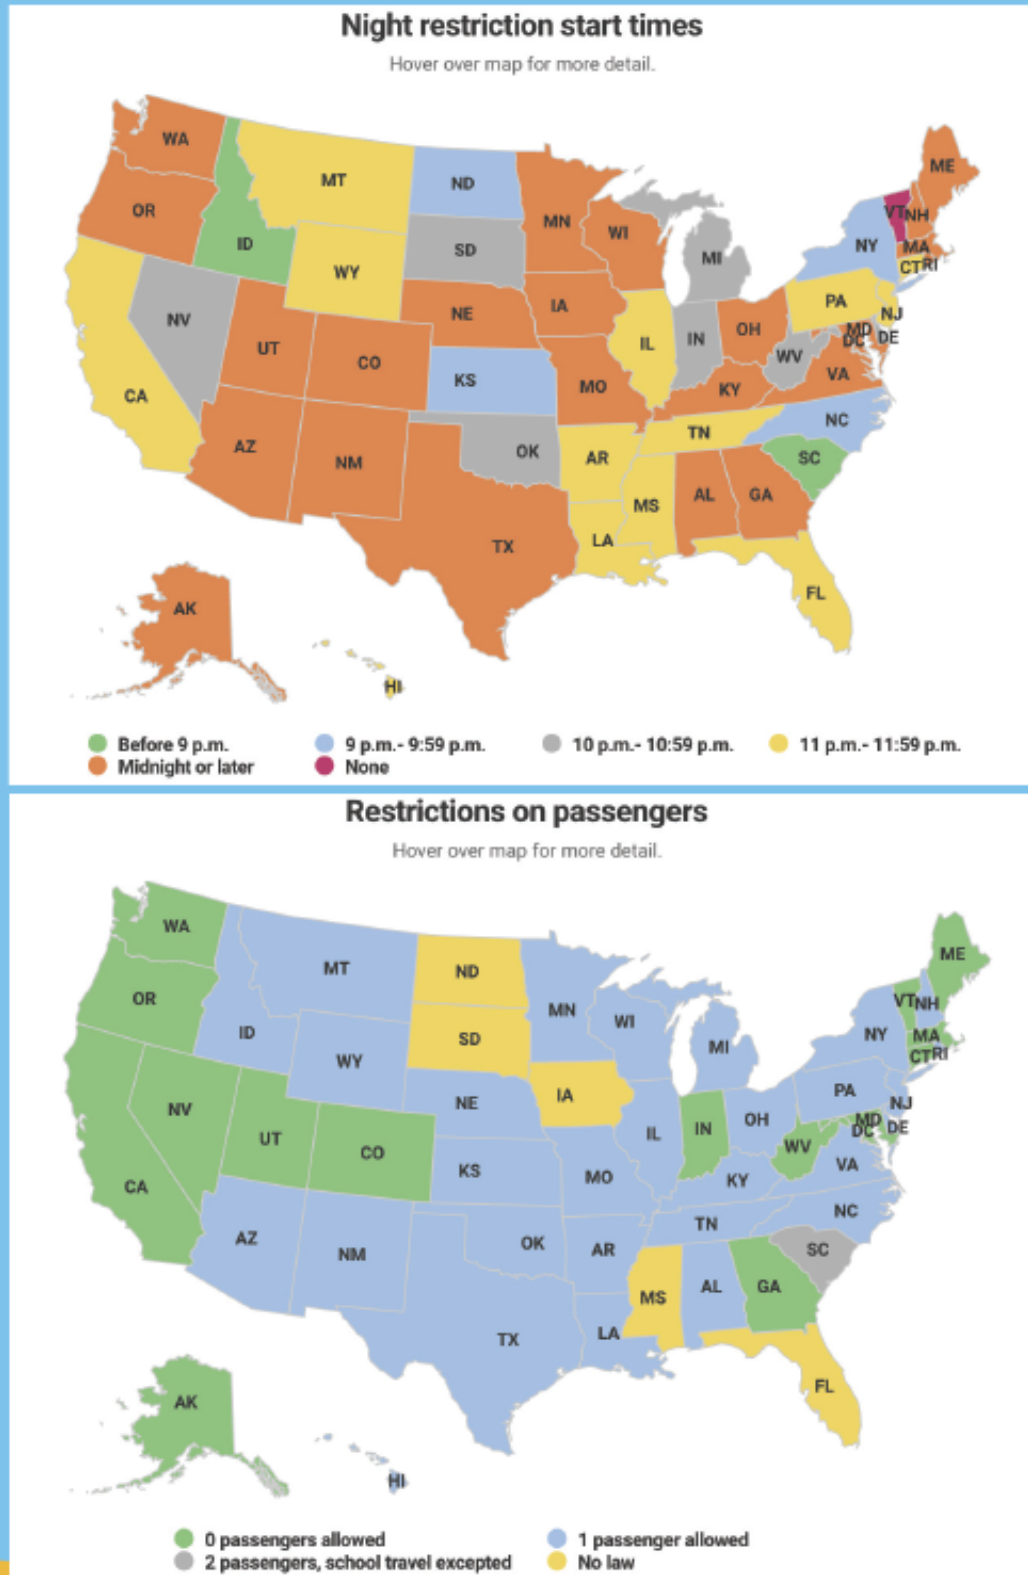 Night restriction start times
Hover over map for more detail.
WA
MT
ND
ME
OR
MN
VT NH
ID
SD
WI
NY
MA
WY
MI
CT RI
NV
NE
IA
PA
NJ
UT
CO
IL
IN
OH
MD
DC
DE
KS
MO
WV
VA
CA
KY
NC
AZ
NM
OK
AR
TN
SC
TX
LA
MS
AL
GA
FL
AK
HI
Before 9 p.m.
9 p.m.- 9:59 p.m.
10 p.m.- 10:59 p.m.
11 p.m.- 11:59 p.m.
Midnight or later
None
Restrictions on passengers
Hover over map for more detail.
WA
MT
ND
ME
OR
MN
VT NH
ID
SD
WI
NY
MA
WY
MI
CT RI
NV
NE
IA
PA
NJ
UT
CO
IL
IN
OH
MD
DC
DE
KS
MO
WV
VA
CA
KY
NC
AZ
NM
OK
AR
TN
SC
TX
LA
MS
AL
GA
FL
AK
HI
0 passengers allowed
1 passenger allowed
2 passengers, school travel excepted
No law